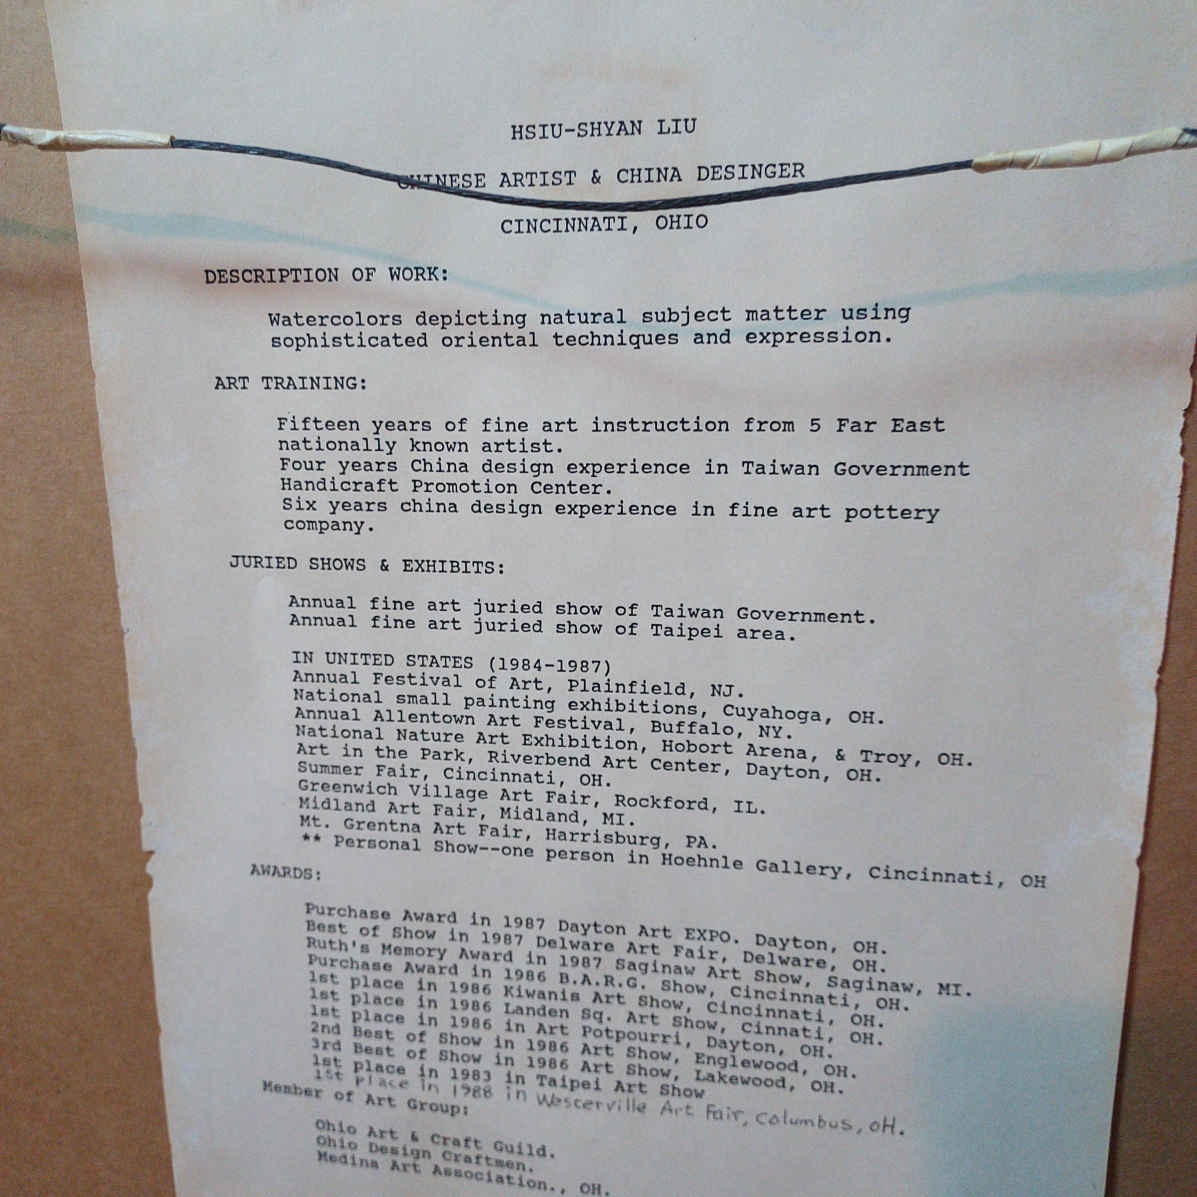 HSIU-SHYAN LIU
CHINESE ARTIST & CHINA DESINGER
CINCINNATI, OHIO
DESCRIPTION OF WORK:
Watercolors depicting natural subject matter using
sophisticated oriental techniques and expression.
ART TRAINING:
Fifteen years of fine art instruction from 5 Far East
nationally known artist.
Four years China design experience in Taiwan Government
Handicraft Promotion Center.
Six years china design experience in fine art pottery
company.
JURIED SHOWS & EXHIBITS:
Annual fine art juried show of Taiwan Government.
Annual fine art juried show of Taipei area.
IN UNITED STATES (1984-1987)
Annual Festival of Art, Plainfield, NJ.
National small painting exhibitions, Cuyahoga, OH.
Annual Allentown Art Festival, Buffalo, NY.
National Nature Art Exhibition, Hobort Arena, & Troy, OH.
Art in the Park, Riverbend Art Center, Dayton, OH.
Summer Fair, Cincinnati, OH.
Greenwich Village Art Fair, Rockford, IL.
Midland Art Fair, Midland, MI.
Mt. Grentna Art Fair, Harrisburg, PA.
** Personal Show--one person in Hoehnle Gallery, Cincinnati, OH
AWARDS:
Purchase Award in 1987 Dayton Art EXPO. Dayton, OH.
Best of Show in 1987 Delware Art Fair, Delware, OH.
Ruth's Memory Award in 1987 Saginaw Art Show, Saginaw, MI.
Purchase Award in 1986 B.A.R.G. Show, Cincinnati, OH.
1st place in 1986 Kiwanis Art Show, Cincinnati, OH.
1st place in 1986 Landen Sq. Art Show, Cinnati, OH.
1st place in 1986 in Art Potpourri, Dayton, OH.
2nd Best of Show in 1986 Art Show, Englewood, OH.
3rd Best of Show in 1986 Art Show, Lakewood, OH.
1st place in 1983 in Taipei Art Show
1st place in 1988 in Westerville Art Fair, Columbus, OH.
Member of Art Group:
Ohio Art & Craft Guild.
Ohio Design Craftmen.
Medina Art Association., OH.